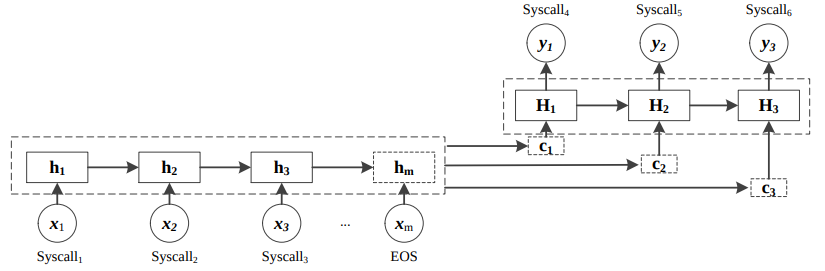 Syscall₄ Syscall₅ Syscall₆
y₁ y₂ y₃
H₁ H₂ H₃
c₁
c₂
c₃
h₁ h₂ h₃ hₘ
x₁ x₂ x₃ ... xₘ
Syscall₁ Syscall₂ Syscall₃ EOS